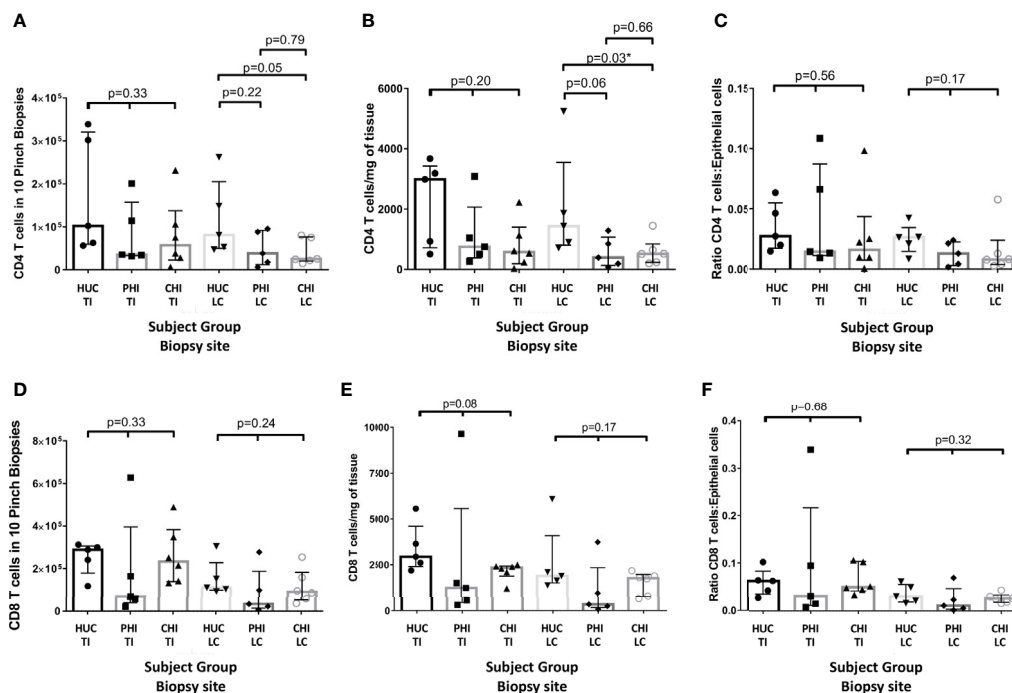 A
p=0.79
p=0.05
p=0.33
p=0.22
CD4 T cells in 10 Pinch Biopsies
4×10⁵
3×10⁵
2×10⁵
1×10⁵
0
HUC PHI CHI HUC PHI CHI
TI TI TI LC LC LC
Subject Group
Biopsy site
B
p=0.66
p=0.03*
p=0.20
p=0.06
CD4 T cells/mg of tissue
6000
4000
2000
0
HUC PHI CHI HUC PHI CHI
TI TI TI LC LC LC
Subject Group
Biopsy site
C
p=0.56
p=0.17
Ratio CD4 T cells:Epithelial cells
0.15
0.10
0.05
0.00
HUC PHI CHI HUC PHI CHI
TI TI TI LC LC LC
Subject Group
Biopsy site
D
p=0.33
p=0.24
CD8 T cells in 10 Pinch Biopsies
8×10⁵
6×10⁵
4×10⁵
2×10⁵
0
HUC PHI CHI HUC PHI CHI
TI TI TI LC LC LC
Subject Group
Biopsy site
E
p=0.08
p=0.17
CD8 T cells/mg of tissue
10000
7500
5000
2500
0
HUC PHI CHI HUC PHI CHI
TI TI TI LC LC LC
Subject Group
Biopsy site
F
p=0.68
p=0.32
Ratio CD8 T cells:Epithelial cells
0.4
0.3
0.2
0.1
0.0
HUC PHI CHI HUC PHI CHI
TI TI TI LC LC LC
Subject Group
Biopsy site